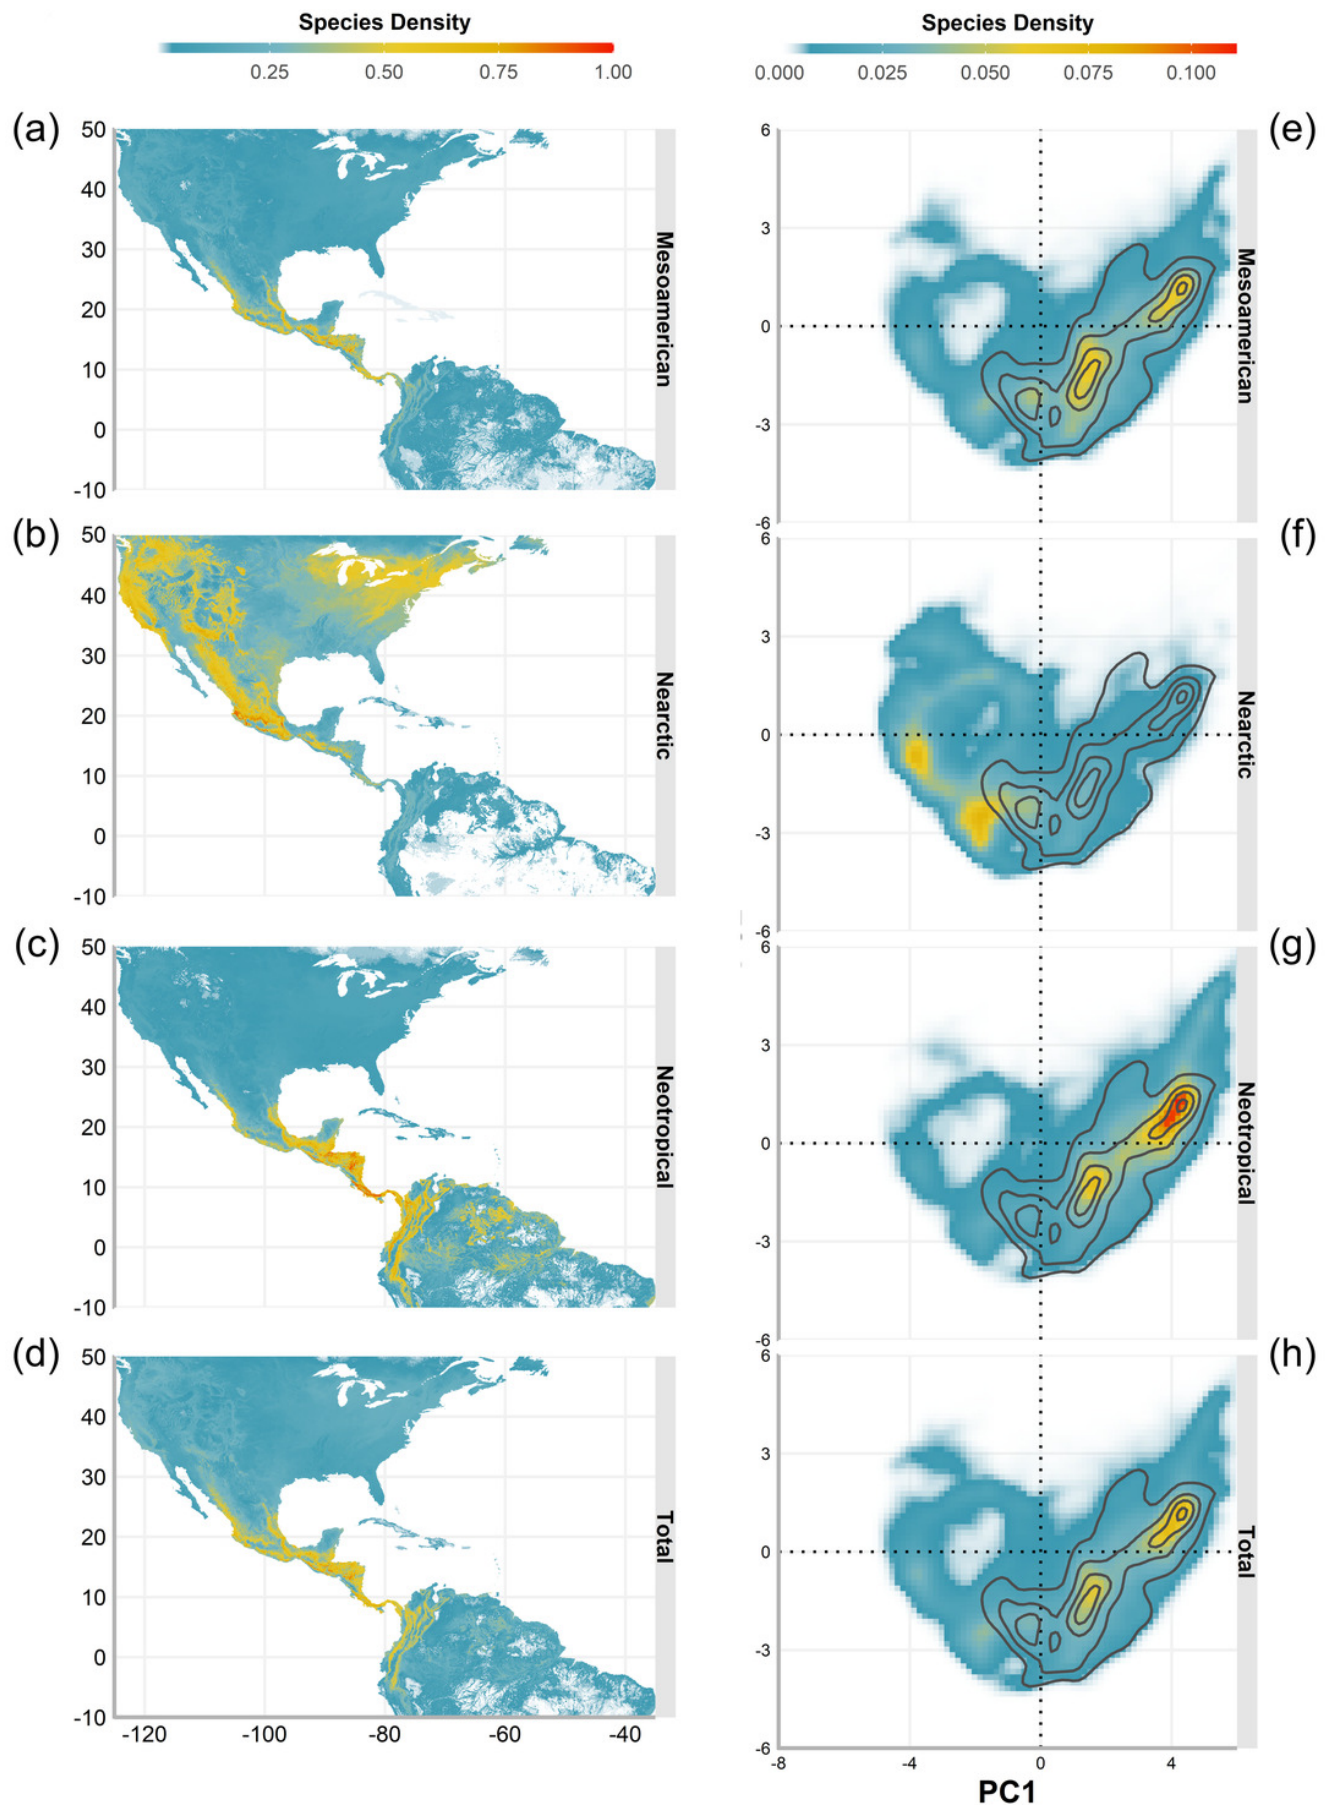 Species Density
0.25 0.50 0.75 1.00
Species Density
0.000 0.025 0.050 0.075 0.100
(a)
50
40
30
20
10
0
-10
Mesoamerican
(e)
6
3
0
-3
-6
Mesoamerican
(b)
50
40
30
20
10
0
-10
Nearctic
(f)
3
0
-3
-6
Nearctic
(c)
50
40
30
20
10
0
-10
Neotropical
(g)
6
3
0
-3
-6
Neotropical
(d)
50
40
30
20
10
0
-10
Total
-120 -100 -80 -60 -40
(h)
6
3
0
-3
-6
Total
-8 -4 0 4
PC1